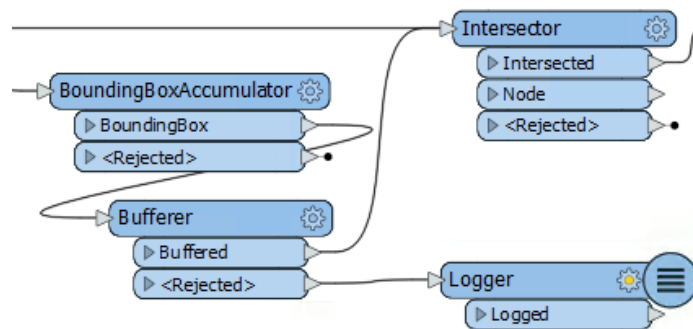 Intersector
Intersected
Node
<Rejected>
BoundingBoxAccumulator
BoundingBox
<Rejected>
Bufferer
Buffered
<Rejected>
Logger
Logged